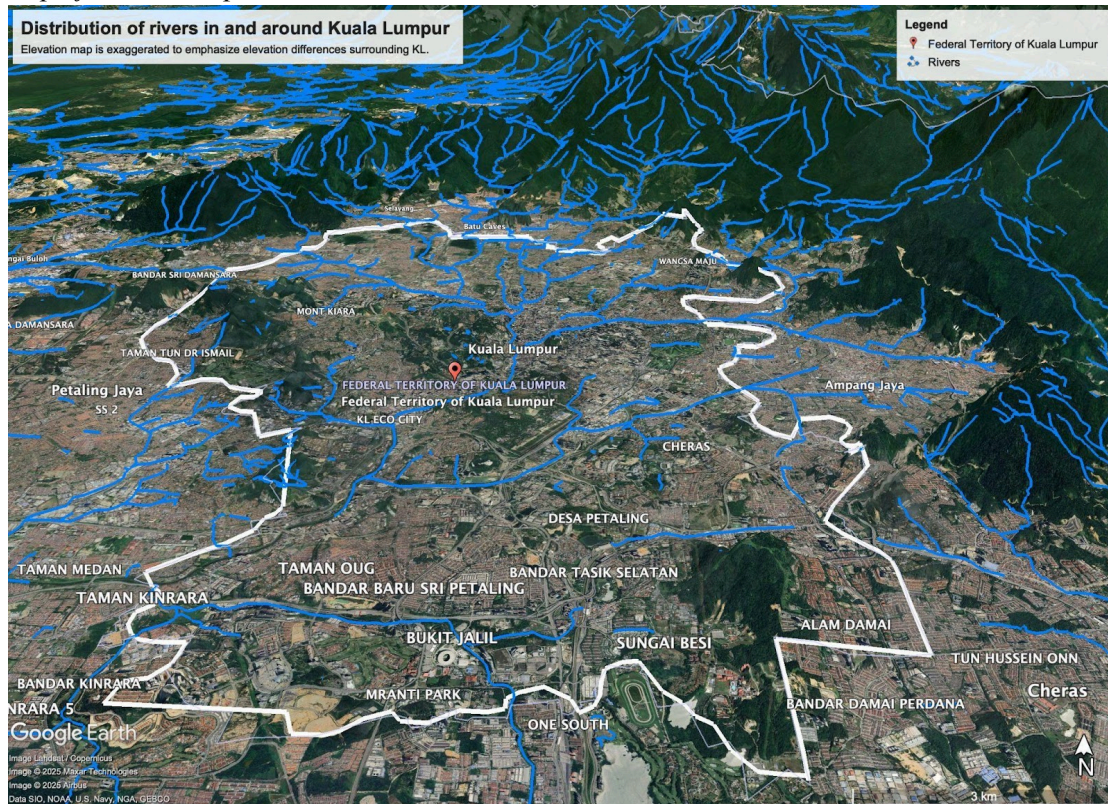 Distribution of rivers in and around Kuala Lumpur
Elevation map is exaggerated to emphasize elevation differences surrounding KL.
Legend
Federal Territory of Kuala Lumpur
Rivers
Selayang
Batu Caves
WANGSA MAJU
BANDAR SRI DAMANSARA
MONT KIARA
A DAMANSARA
TAMAN TUN DR ISMAIL
Kuala Lumpur
Petaling Jaya
SS 2
FEDERAL TERRITORY OF KUALA LUMPUR
Federal Territory of Kuala Lumpur
Ampang Jaya
KL ECO CITY
CHERAS
DESA PETALING
TAMAN MEDAN
TAMAN OUG
BANDAR TASIK SELATAN
BANDAR BARU SRI PETALING
TAMAN KINRARA
BUKIT JALIL
SUNGAI BESI
ALAM DAMAI
TUN HUSSEIN ONN
BANDAR KINRARA
MRANTI PARK
Cheras
BANDAR DAMAI PERDANA
NRARA 5
ONE SOUTH
Google Earth
Image Landsat / Copernicus
Image © 2025 Maxar Technologies
Image © 2025 Airbus
Data SIO, NOAA, U.S. Navy, NGA, GEBCO
N
3 km